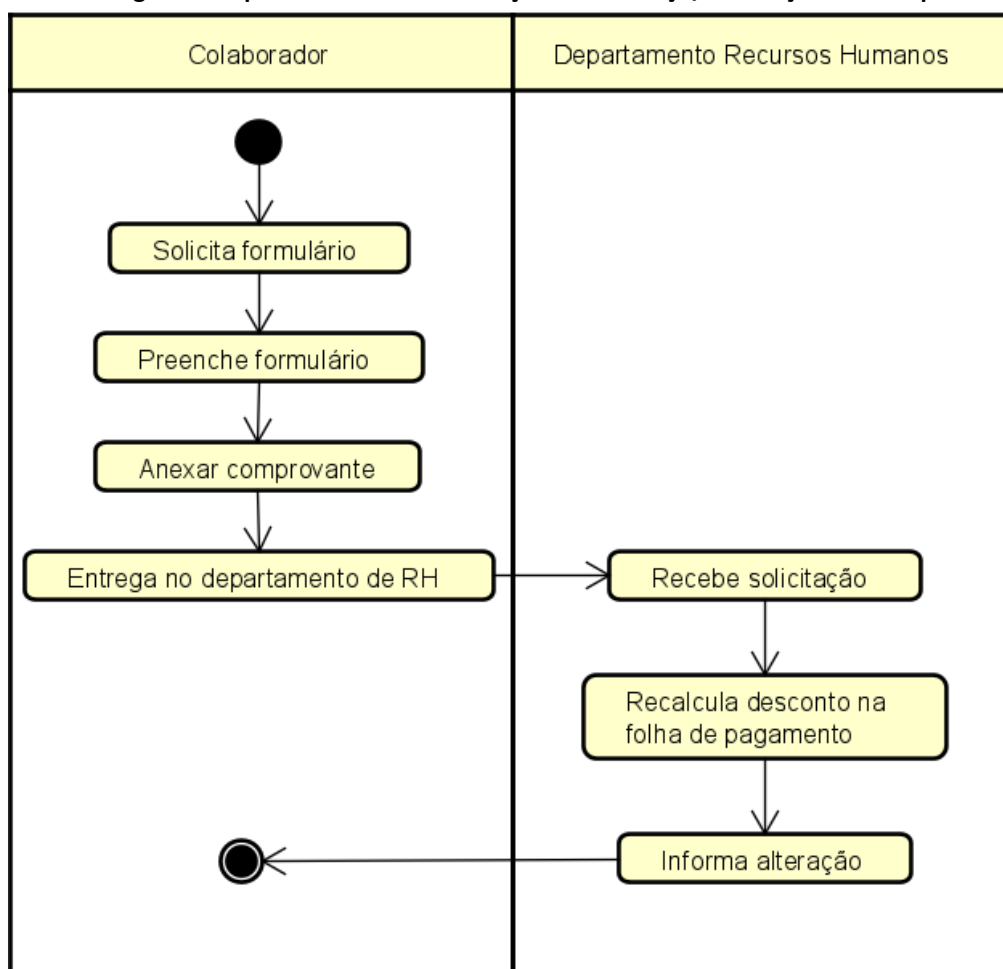 Colaborador
Departamento Recursos Humanos
Solicita formulário
Preenche formulário
Anexar comprovante
Entrega no departamento de RH
Recebe solicitação
Recalcula desconto na
folha de pagamento
Informa alteração